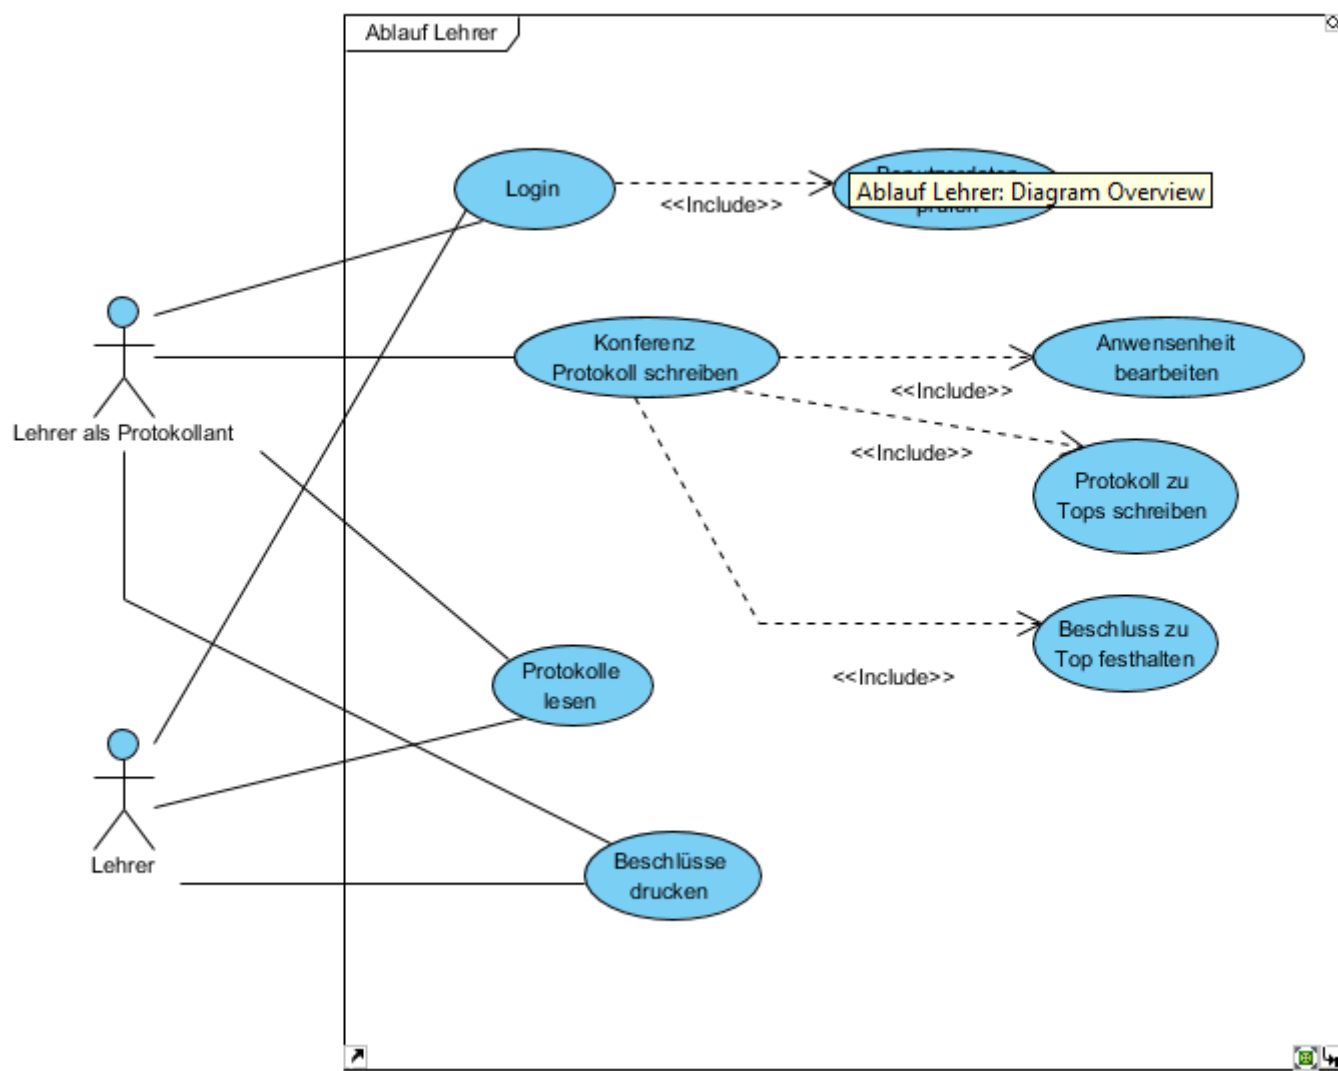 Ablauf Lehrer
Login
<<Include>>
Ablauf Lehrer: Diagram Overview
Konferenz
Protokoll schreiben
<<Include>>
Anwensenheit
bearbeiten
Lehrer als Protokollant
<<Include>>
Protokoll zu
Tops schreiben
Beschluss zu
Top festhalten
<<Include>>
Protokolle
lesen
Lehrer
Beschlüsse
drucken